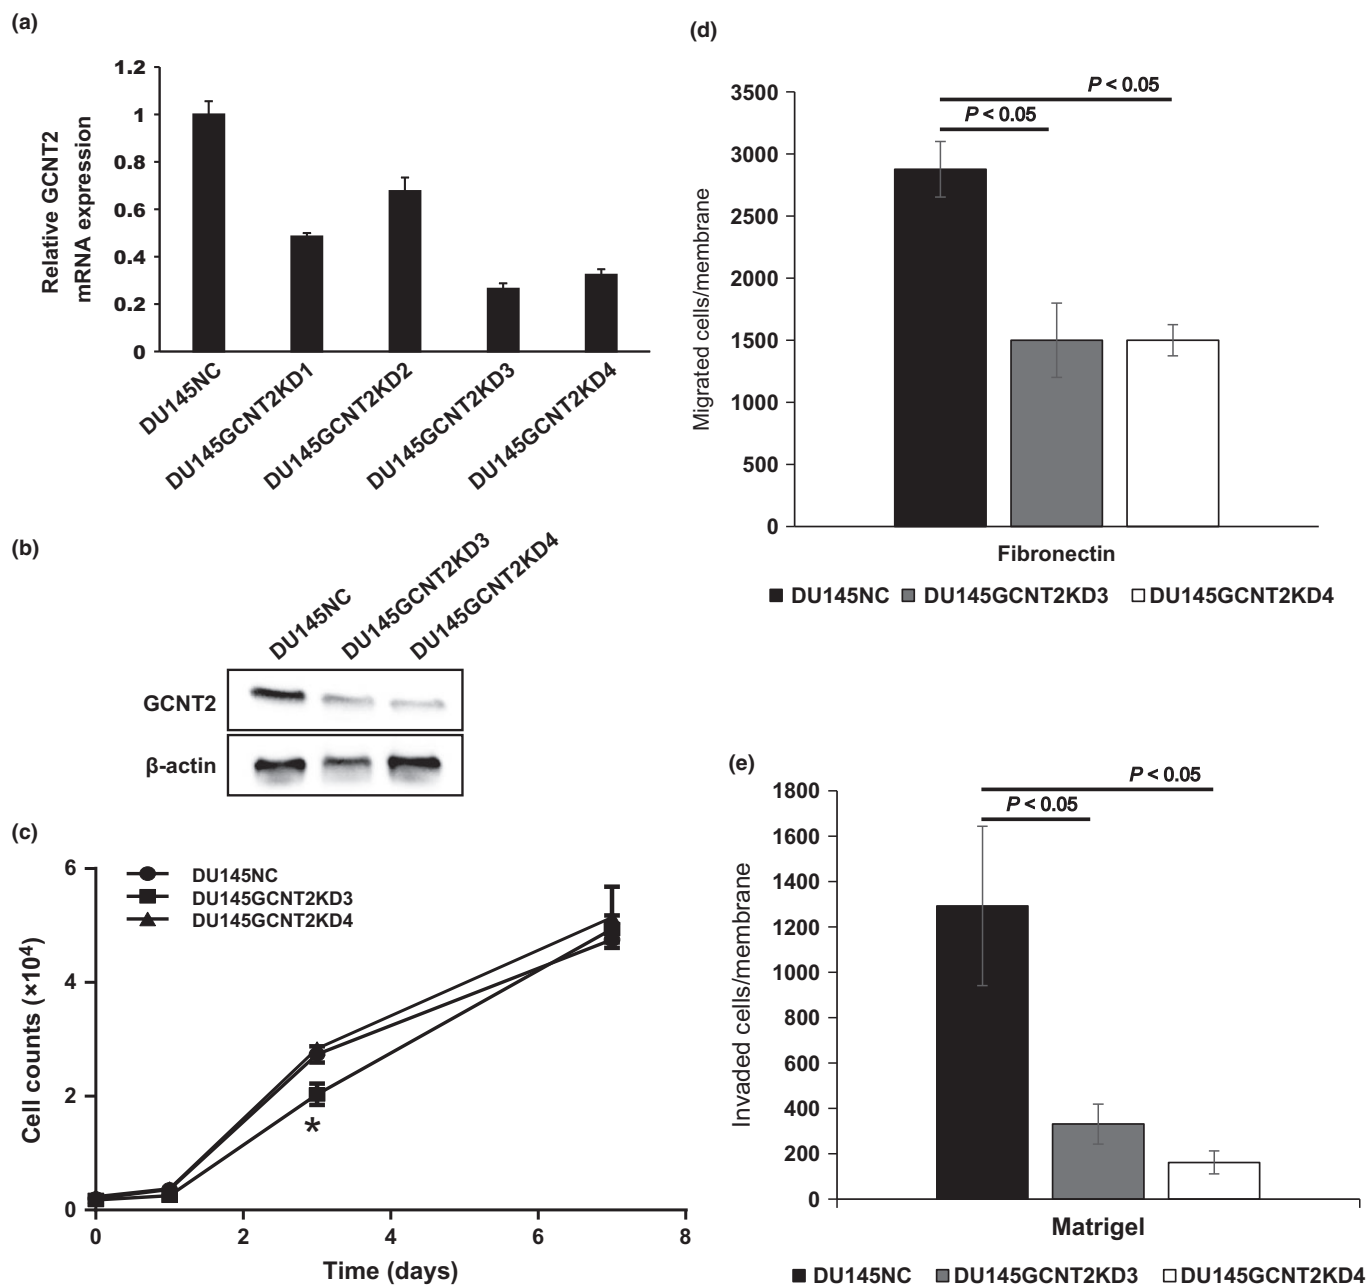 (a)
Relative GCNT2
mRNA expression
1.2
1
0.8
0.6
0.4
0.2
0
DU145NC
DU145GCNT2KD1
DU145GCNT2KD2
DU145GCNT2KD3
DU145GCNT2KD4
(b)
DU145NC
DU145GCNT2KD3
DU145GCNT2KD4
GCNT2
β-actin
(c)
DU145NC
DU145GCNT2KD3
DU145GCNT2KD4
Cell counts (×10⁴)
6
4
2
0
*
0 2 4 6 8
Time (days)
(d)
P < 0.05
P < 0.05
Migrated cells/membrane
3500
3000
2500
2000
1500
1000
500
0
Fibronectin
DU145NC DU145GCNT2KD3 DU145GCNT2KD4
(e)
P < 0.05
P < 0.05
Invaded cells/membrane
1800
1600
1400
1200
1000
800
600
400
200
0
Matrigel
DU145NC DU145GCNT2KD3 DU145GCNT2KD4